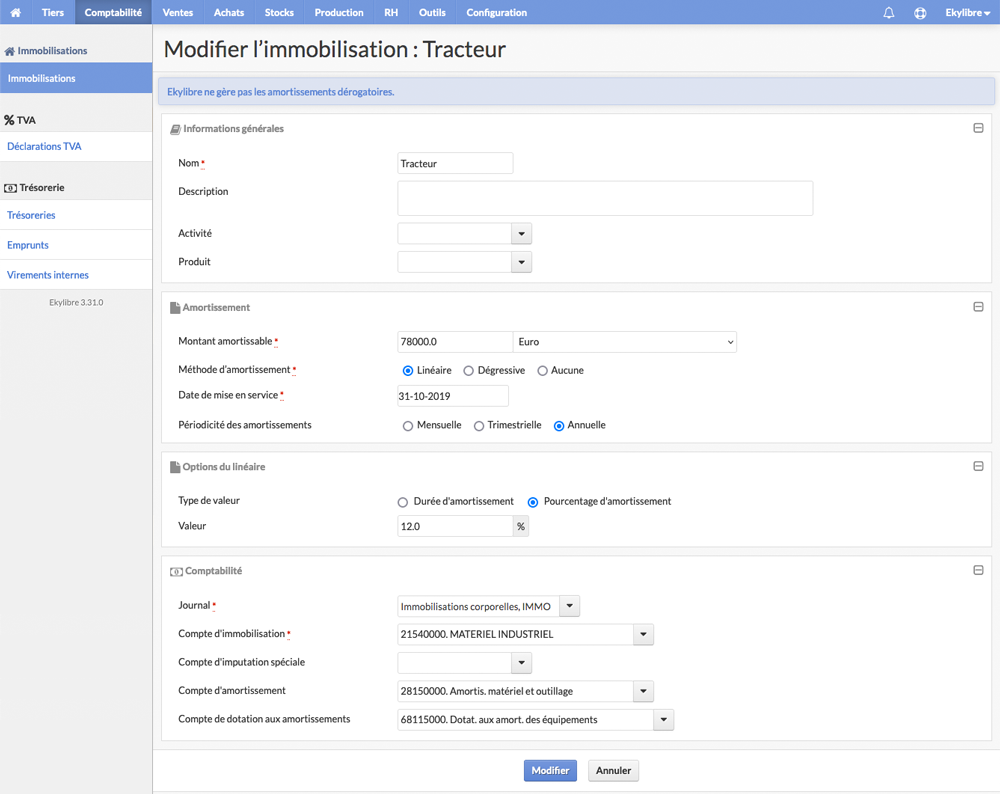 Tiers Comptabilité Ventes Achats Stocks Production RH Outils Configuration Ekylibre
Immobilisations
Immobilisations
TVA
Déclarations TVA
Trésorerie
Trésoreries
Emprunts
Virements internes
Ekylibre 3.31.0
Modifier l’immobilisation : Tracteur
Ekylibre ne gère pas les amortissements dérogatoires.
Informations générales
Nom * Tracteur
Description
Activité
Produit
Amortissement
Montant amortissable * 78000.0 Euro
Méthode d’amortissement * Linéaire Dégressive Aucune
Date de mise en service * 31-10-2019
Périodicité des amortissements Mensuelle Trimestrielle Annuelle
Options du linéaire
Type de valeur Durée d'amortissement Pourcentage d'amortissement
Valeur 12.0 %
Comptabilité
Journal * Immobilisations corporelles, IMMO
Compte d'immobilisation * 21540000. MATERIEL INDUSTRIEL
Compte d'imputation spéciale
Compte d'amortissement 28150000. Amortis. matériel et outillage
Compte de dotation aux amortissements 68115000. Dotat. aux amort. des équipements
Modifier Annuler